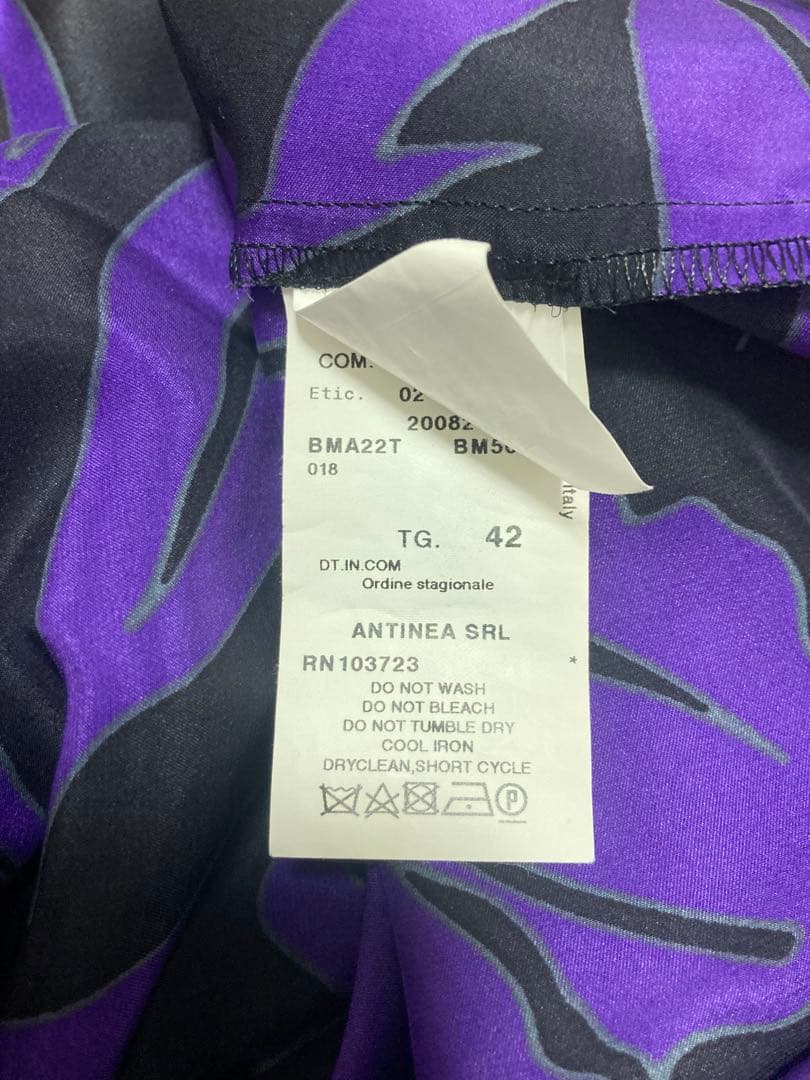 COM.
Etic. 02
20082
BMA22T BM50
018
Italy
TG. 42
DT.IN.COM
Ordine stagionale
ANTINEA SRL
RN103723 *
DO NOT WASH
DO NOT BLEACH
DO NOT TUMBLE DRY
COOL IRON
DRYCLEAN,SHORT CYCLE
P